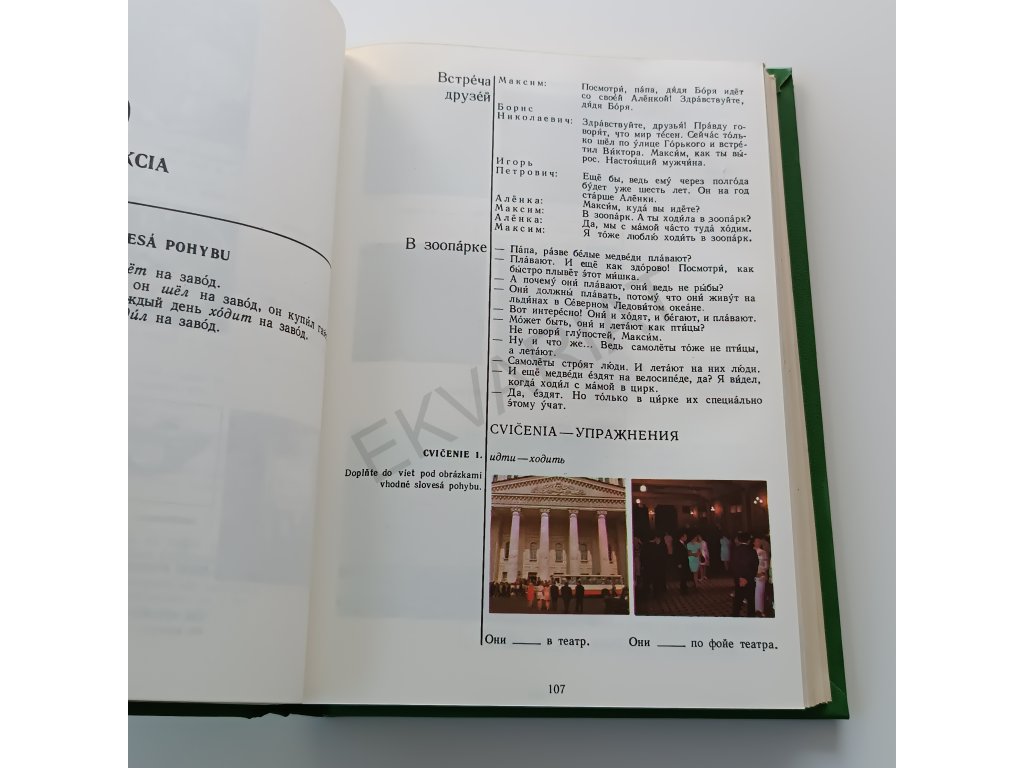 KCIA
ESÁ POHYBU
ёт на заво́д.
он шёл на заво́д, он купи́л
ждый день хо́дит на заво́д.
и́л на заво́д.
Встре́ча
друзе́й
Максим:
Посмотри́, па́па, дя́дя Бо́ря идёт
со свое́й Алёнкой! Здра́вствуйте,
дя́дя Бо́ря.
Борис
Николаевич:
Здра́вствуйте, друзья́! Пра́вду го-
воря́т, что мир те́сен. Сейча́с то́ль-
ко шёл по у́лице Го́рького и встре́-
тил Ви́ктора. Макси́м, как ты вы́-
рос. Настоя́щий мужчи́на.
Игорь
Петрович:
Ещё бы, ведь ему́ через полго́да
бу́дет уже шесть лет. Он на год
ста́рше Алёнки.
Алёнка:
Макси́м, куда́ вы идёте?
Максим:
В зоопа́рк. А ты ходи́ла в зоопа́рк?
Алёнка:
Да, мы с ма́мой ча́сто туда́ хо́дим.
Максим:
Я то́же люблю́ ходи́ть в зоопа́рк.
В зоопа́рке
— Па́па, ра́зве бе́лые медве́ди пла́вают?
— Пла́вают. И ещё как здо́рово! Посмотри́, как
бы́стро плывёт э́тот ми́шка.
— А почему́ они́ пла́вают, они́ ведь не ры́бы?
— Они́ должны́ пла́вать, потому́ что они́ живу́т на
льди́нах в Се́верном Ледови́том океа́не.
— Вот интере́сно! Они́ и хо́дят, и бе́гают, и пла́вают.
— Мо́жет быть, они́ и лета́ют как пти́цы?
Не говори́ глу́постей, Макси́м.
— Ну и что же... Ведь самолёты то́же не пти́цы,
а лета́ют.
— Самолёты стро́ят лю́ди. И лета́ют на них лю́ди.
— И ещё медве́ди е́здят на велосипе́де, да? Я ви́дел,
когда́ ходи́л с ма́мой в цирк.
— Да, е́здят. Но то́лько в ци́рке их специа́льно
э́тому у́чат.
EKVARIAT
CVIČENIA—УПРАЖНЕНИЯ
CVIČENIE 1.
идти—ходить
Doplňte do viet pod obrázkami
vhodné slovesá pohybu.
Они ____ в театр.
Они ____ по фойе театра.
107